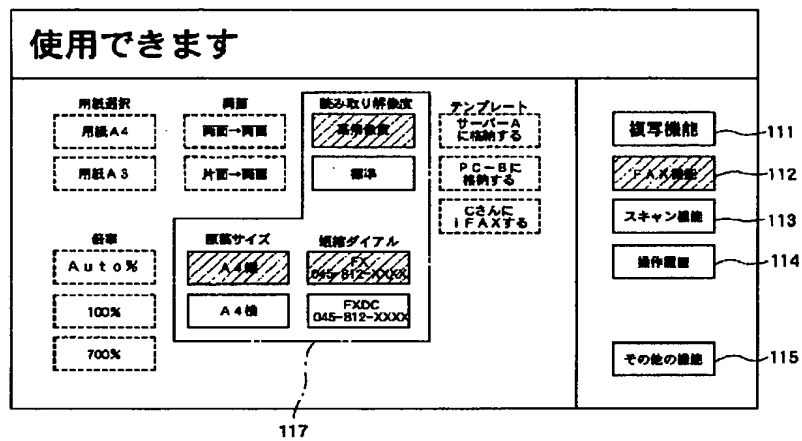 使用できます
用紙選択
用紙A4
用紙A3
両面
両面→両面
片面→両面
読み取り解像度
高解像度
標準
テンプレート
サーバーA
に格納する
PC-Bに
格納する
Cさんに
iFAXする
倍率
Auto%
100%
700%
原稿サイズ
A4縦
A4横
短縮ダイアル
FX
045-812-XXXX
FXDC
045-812-XXXX
複写機能
111
FAX機能
112
スキャン機能
113
操作画面
114
その他の機能
115
117